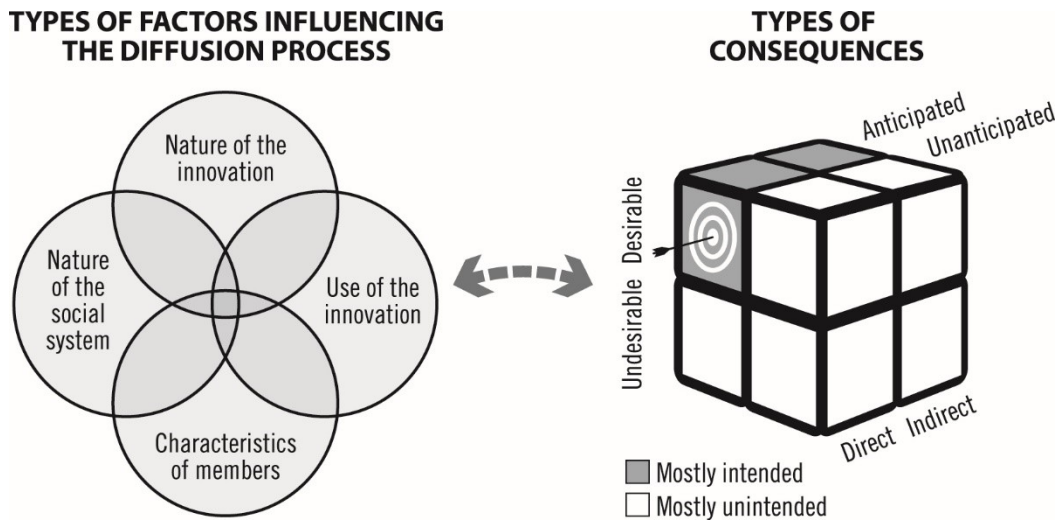 TYPES OF FACTORS INFLUENCING
THE DIFFUSION PROCESS
Nature of the
innovation
Nature
of the
social
system
Use of the
innovation
Characteristics
of members
TYPES OF
CONSEQUENCES
Anticipated
Unanticipated
Desirable
Undesirable
Direct
Indirect
Mostly intended
Mostly unintended